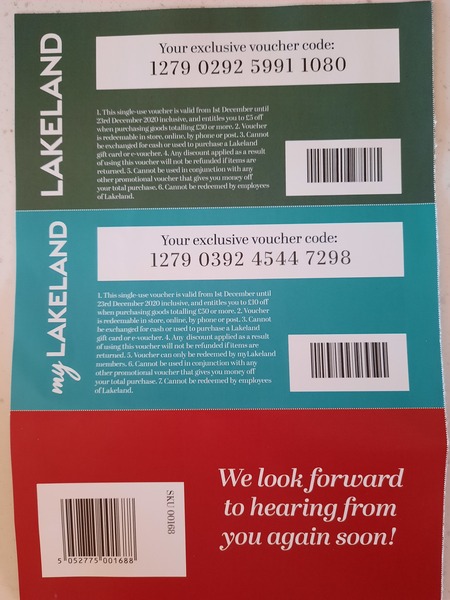 LAKELAND
Your exclusive voucher code:
1279 0292 5991 1080
1. This single-use voucher is valid from 1st December until
23rd December 2020 inclusive, and entitles you to £5 off
when purchasing goods totalling £30 or more. 2. Voucher
is redeemable in store, online, by phone or post. 3. Cannot
be exchanged for cash or used to purchase a Lakeland
gift card or e-voucher. 4. Any discount applied as a result
of using this voucher will not be refunded if items are
returned. 5. Cannot be used in conjunction with any
other promotional voucher that gives you money off
your total purchase. 6. Cannot be redeemed by employees
of Lakeland.
my LAKELAND
Your exclusive voucher code:
1279 0392 4544 7298
1. This single-use voucher is valid from 1st December until
23rd December 2020 inclusive, and entitles you to £10 off
when purchasing goods totalling £50 or more, 2. Voucher
is redeemable in store, online, by phone or post. 3. Cannot
be exchanged for cash or used to purchase a Lakeland
gift card or e-voucher. 4. Any discount applied as a result
of using this voucher will not be refunded if items are
returned. 5. Voucher can only be redeemed by myLakeland
members. 6. Cannot be used in conjunction with any
other promotional voucher that gives you money off
your total purchase. 7. Cannot be redeemed by employees
of Lakeland.
SKU 00168
5 052775 001688
We look forward
to hearing from
you again soon!